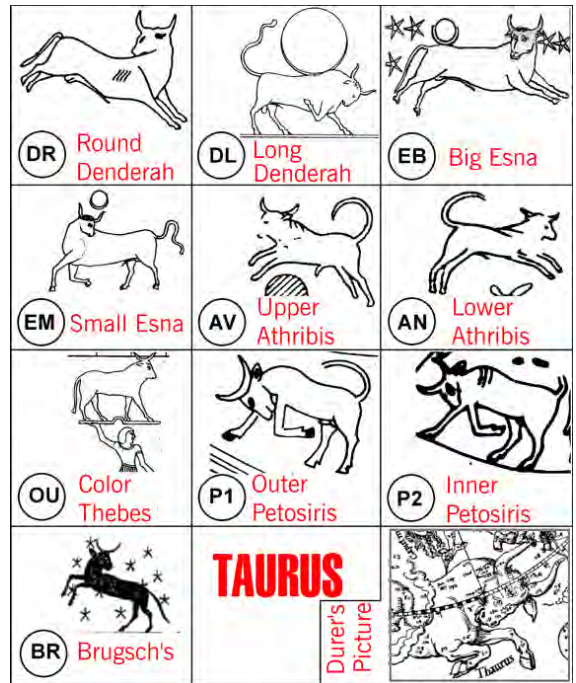 DR Round
Denderah
DL Long
Denderah
EB Big Esna
EM Small Esna
AV Upper
Athribis
AN Lower
Athribis
OU Color
Thebes
P1 Outer
Petosiris
P2 Inner
Petosiris
BR Brugsch's
TAURUS
Durer's
Picture
Thaurus